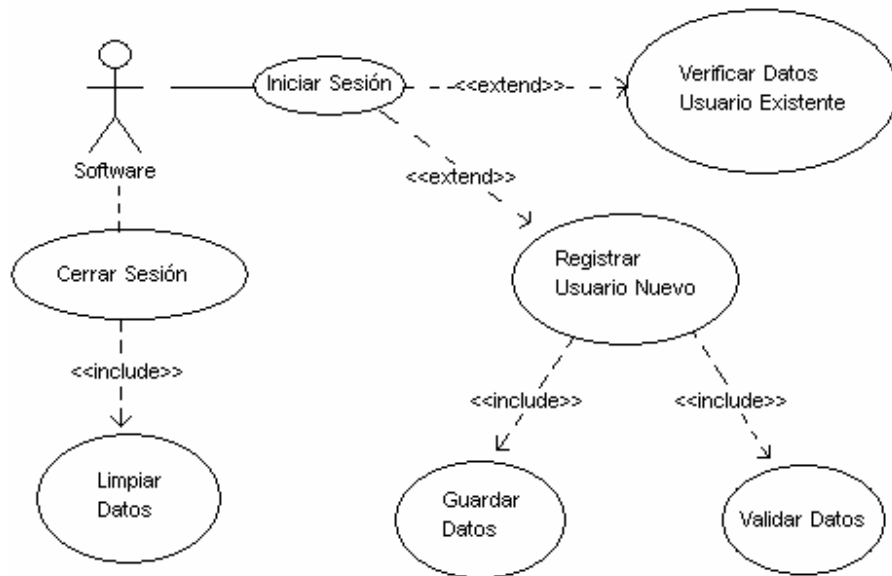 Iniciar Sesión
<<extend>>
Verificar Datos
Usuario Existente
Software
<<extend>>
Cerrar Sesión
Registrar
Usuario Nuevo
<<include>>
<<include>>
<<include>>
Limpiar
Datos
Guardar
Datos
Validar Datos